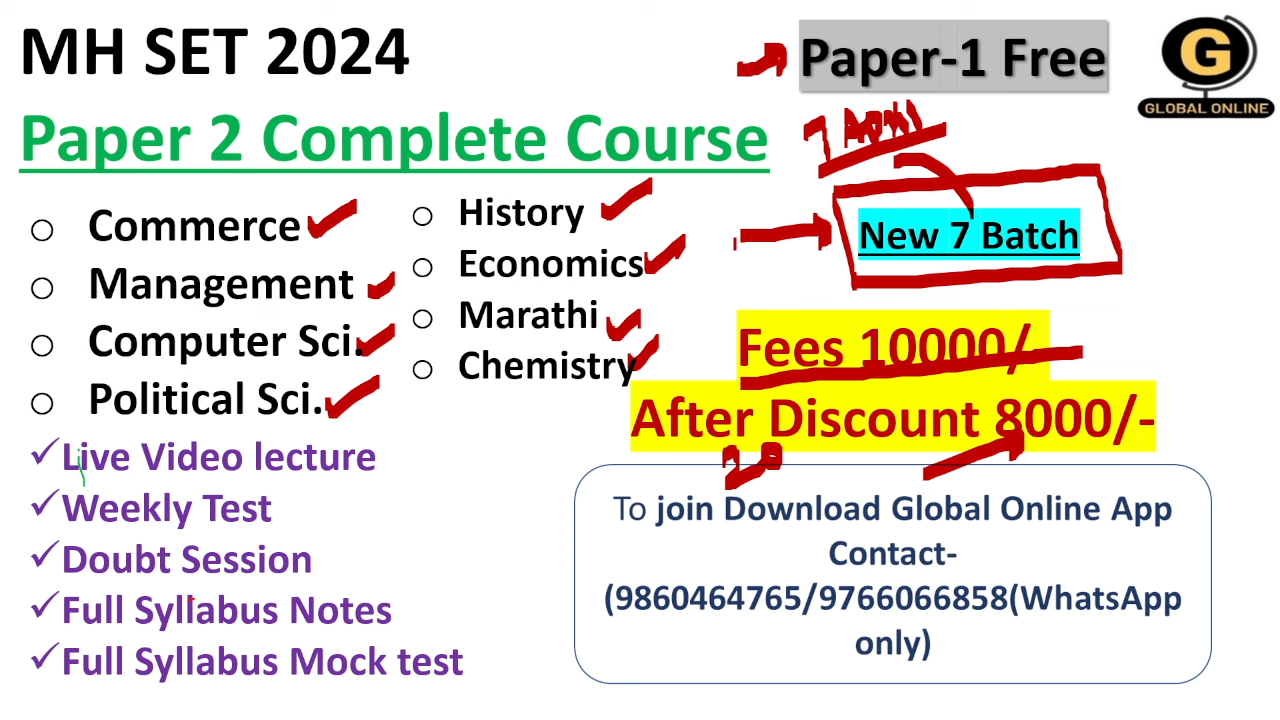 MH SET 2024
Paper-1 Free
GLOBAL ONLINE
Paper 2 Complete Course
Commerce
Management
Computer Sci.
Political Sci.
History
Economics
Marathi
Chemistry
New 7 Batch
Fees 10000/-
After Discount 8000/-
Live Video lecture
Weekly Test
Doubt Session
Full Syllabus Notes
Full Syllabus Mock test
To join Download Global Online App
Contact-
(9860464765/9766066858(WhatsApp
only)